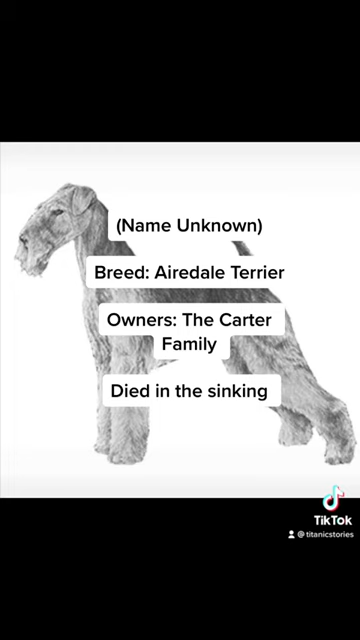 (Name Unknown)
Breed: Airedale Terrier
Owners: The Carter
Family
Died in the sinking
TikTok
@titanicstories